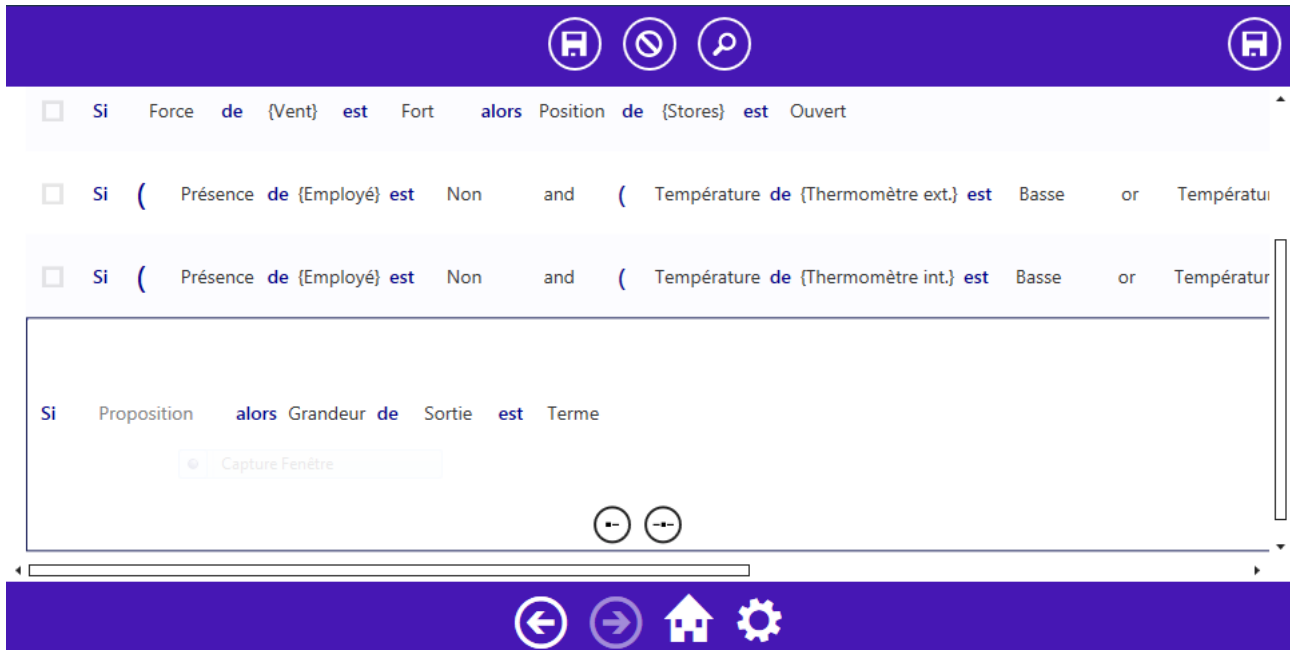 Si Force de {Vent} est Fort alors Position de {Stores} est Ouvert
Si ( Présence de {Employé} est Non and ( Température de {Thermomètre ext.} est Basse or Températu
Si ( Présence de {Employé} est Non and ( Température de {Thermomètre int.} est Basse or Températur
Si Proposition alors Grandeur de Sortie est Terme
Capture Fenêtre